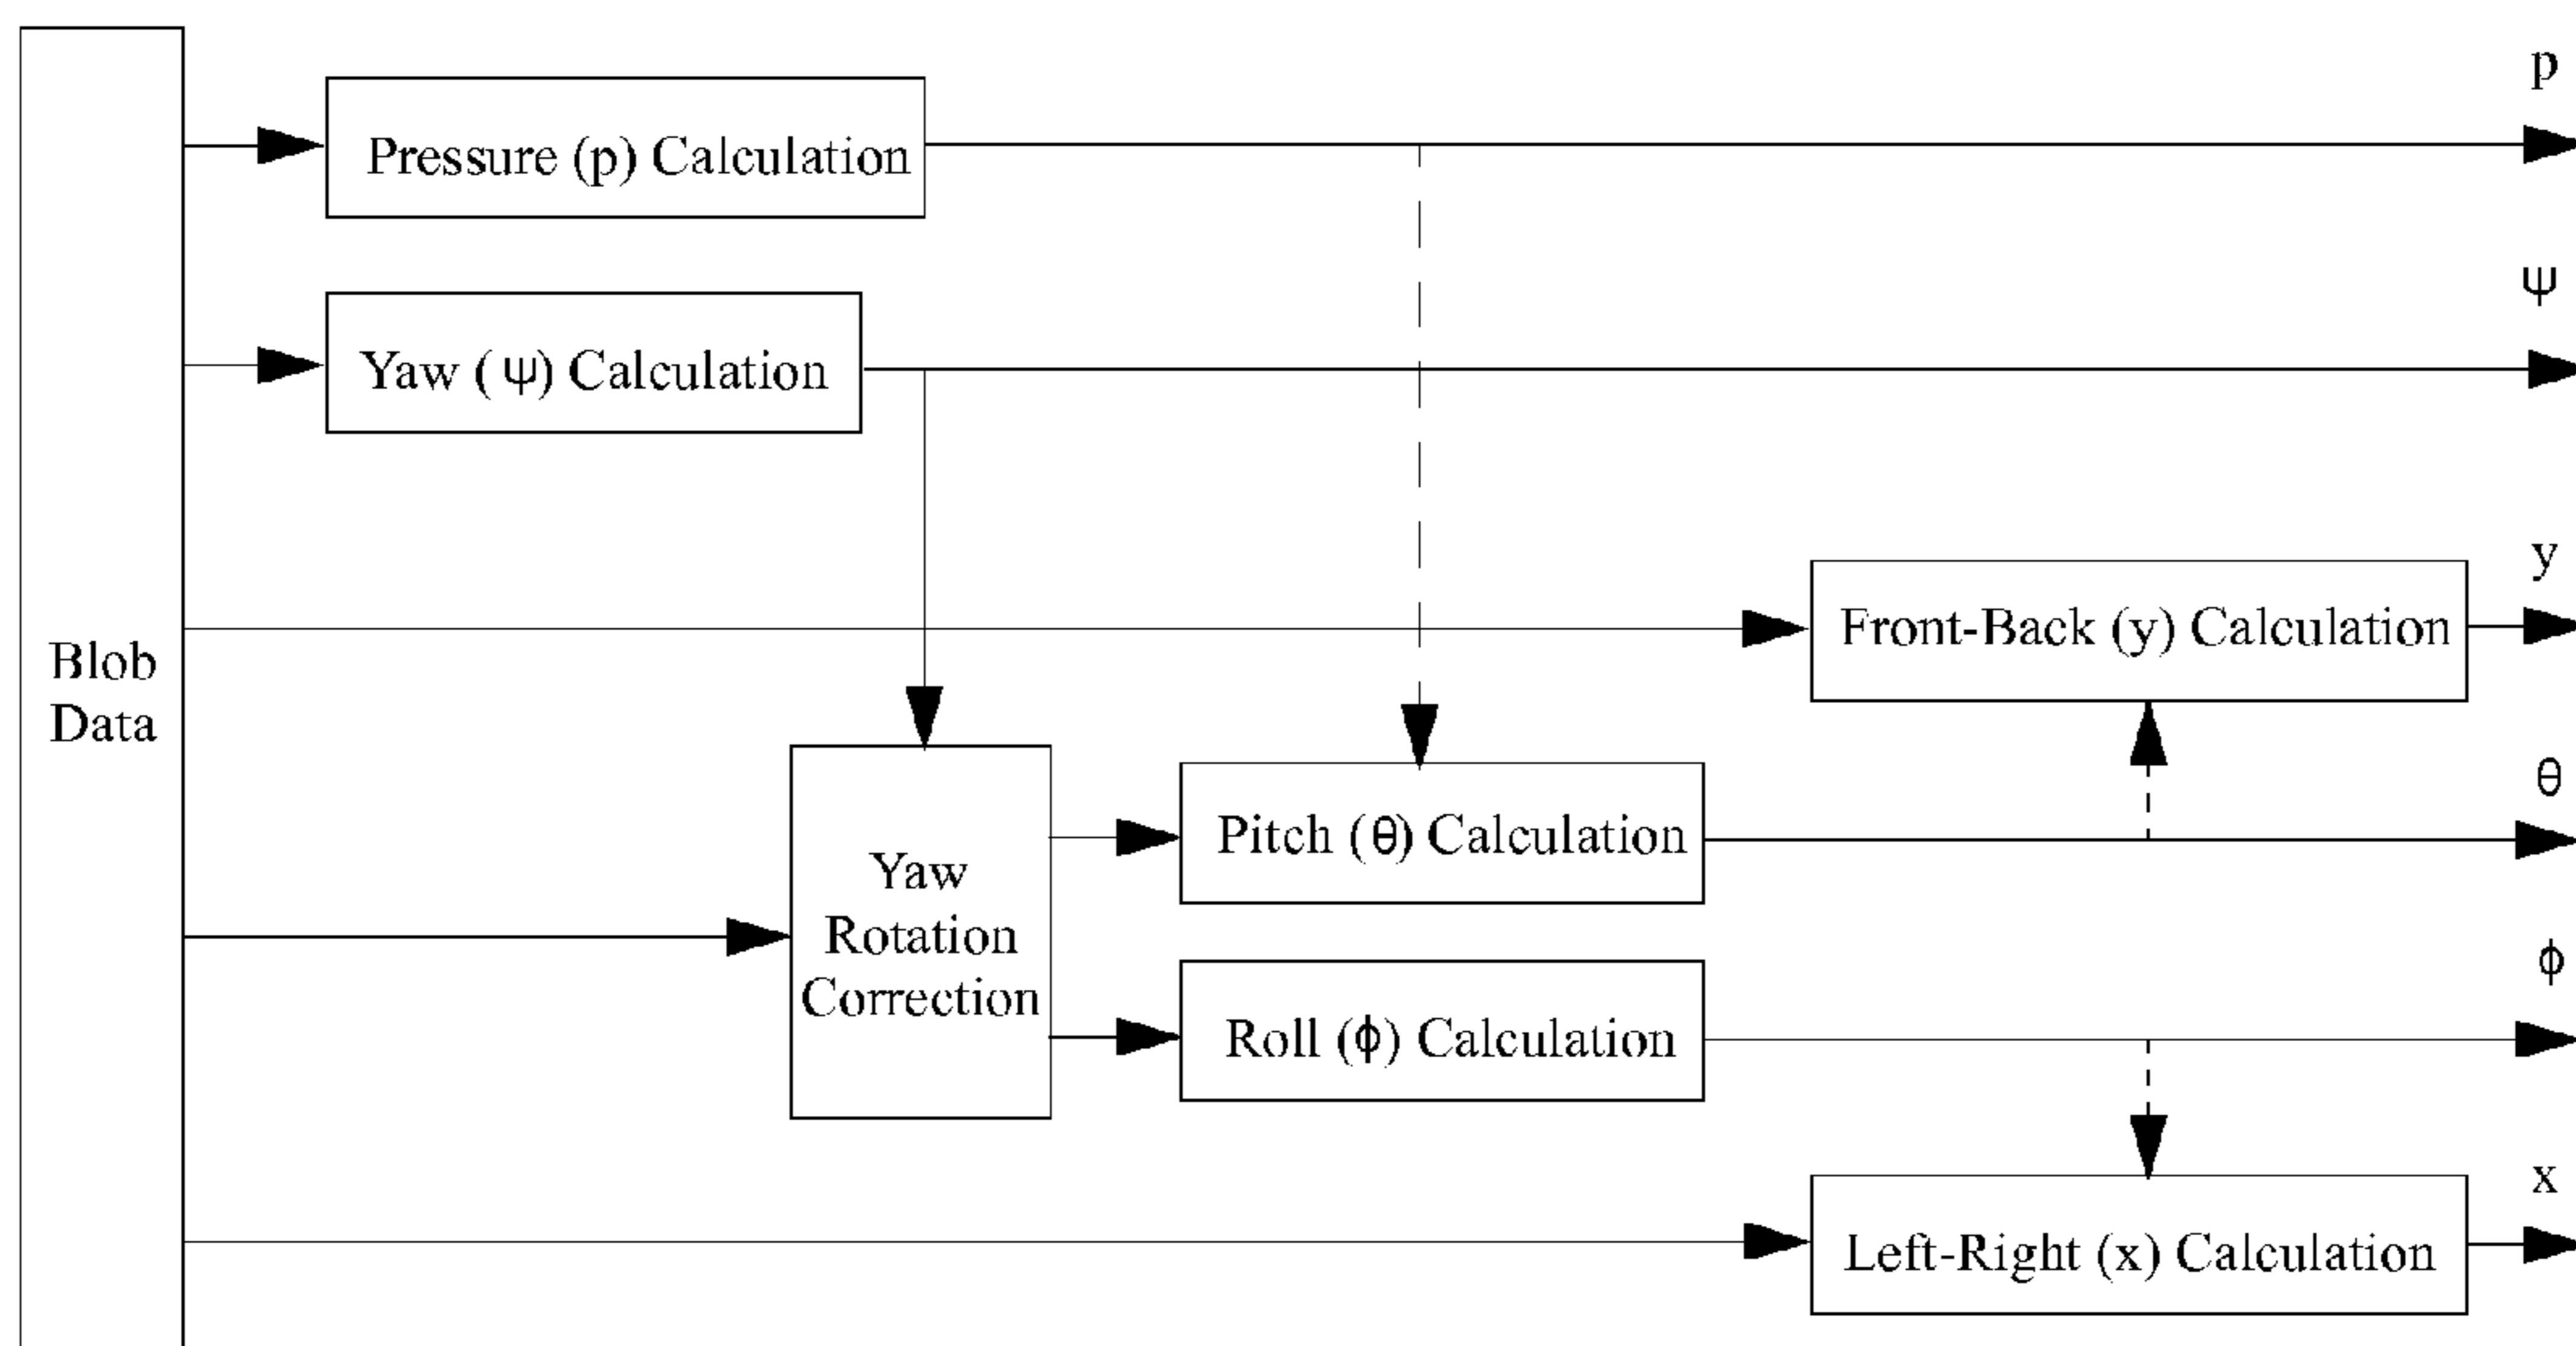 p
Pressure (p) Calculation
ψ
Yaw (ψ) Calculation
y
Front-Back (y) Calculation
Blob
Data
θ
Pitch (θ) Calculation
Yaw
Rotation
Correction
ϕ
Roll (ϕ) Calculation
x
Left-Right (x) Calculation